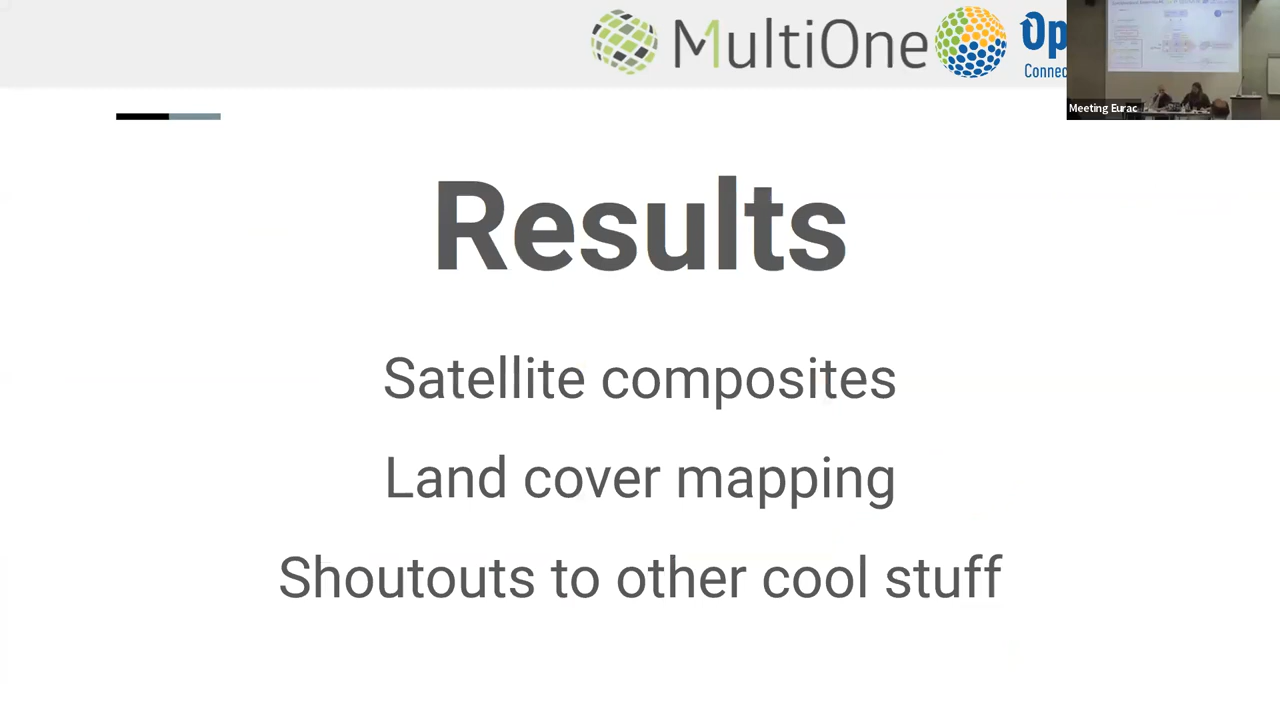 MultiOne
Op
Connec
Meeting Eurac
Results
Satellite composites
Land cover mapping
Shoutouts to other cool stuff